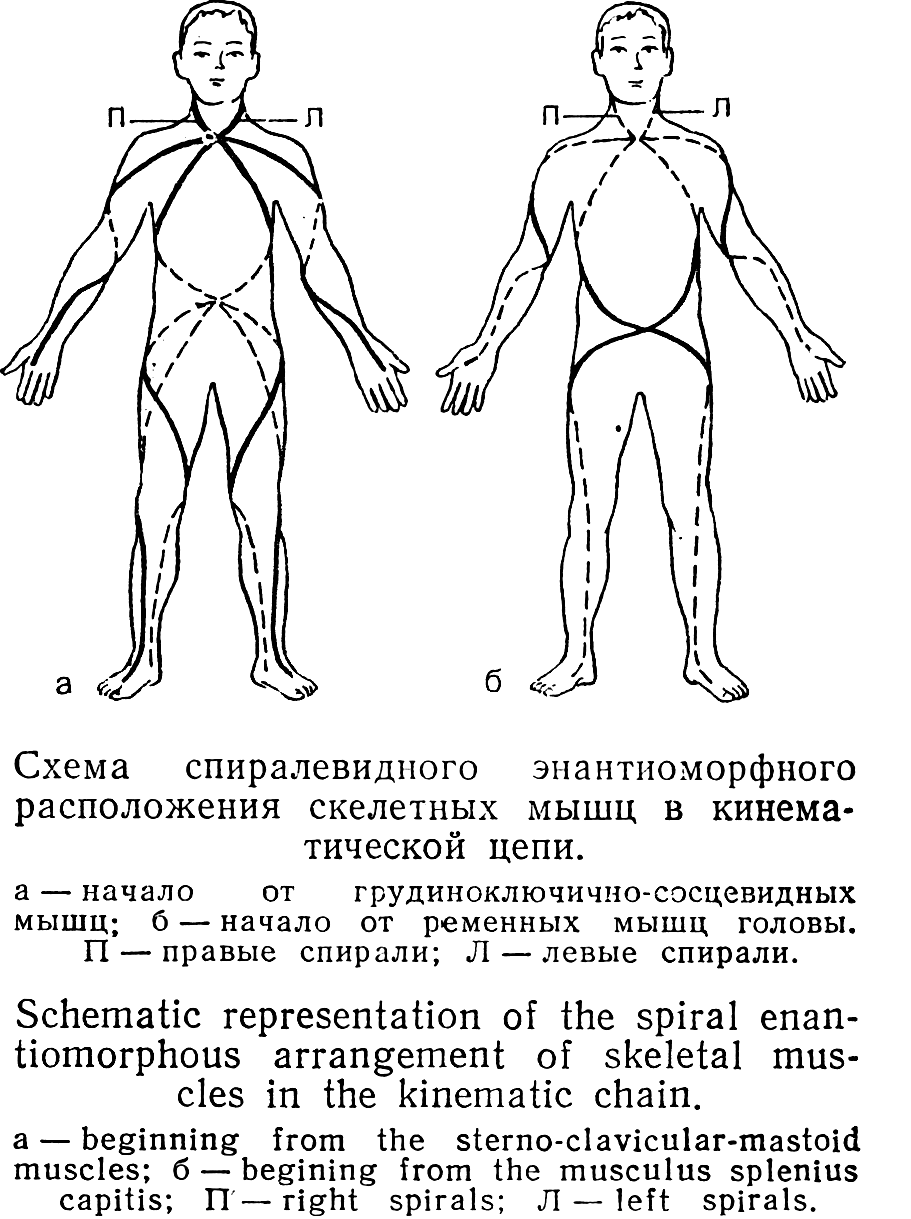 П Л П Л
а б
Схема спиралевидного энантиоморфного
расположения скелетных мышц в кинема-
тической цепи.
а — начало от грудиноключично-сосцевидных
мышц; б — начало от ременных мышц головы.
П — правые спирали; Л — левые спирали.
Schematic representation of the spiral enan-
tiomorphous arrangement of skeletal mus-
cles in the kinematic chain.
а — beginning from the sterno-clavicular-mastoid
muscles; б — begining from the musculus splenius
capitis; П — right spirals; Л — left spirals.